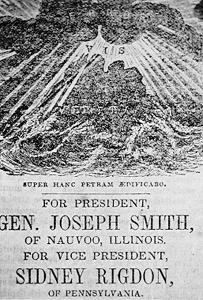 SUPER HANC PETRAM ÆDIFICABO.
FOR PRESIDENT,
GEN. JOSEPH SMITH,
OF NAUVOO, ILLINOIS.
FOR VICE PRESIDENT,
SIDNEY RIGDON,
OF PENNSYLVANIA.